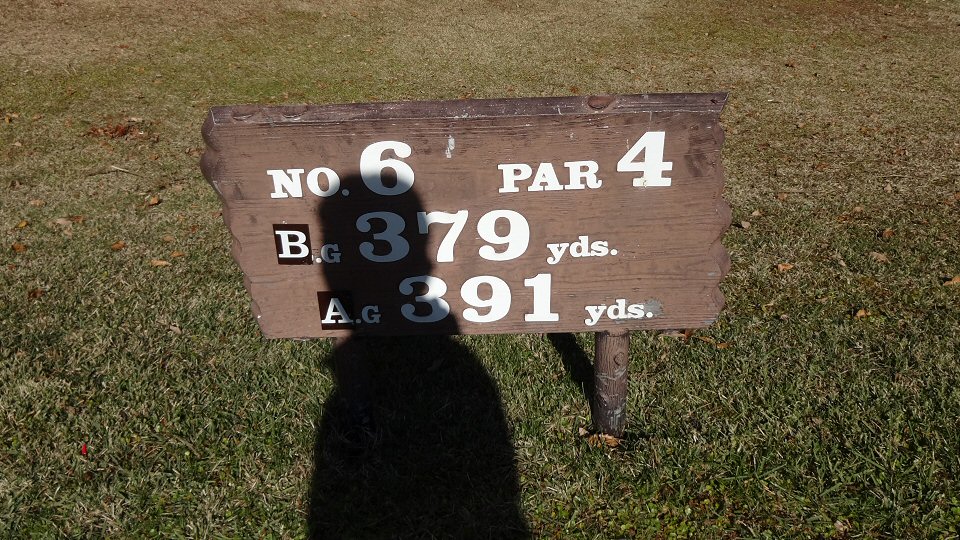 NO. 6 PAR 4
B.G 379 yds.
A.G 391 yds.